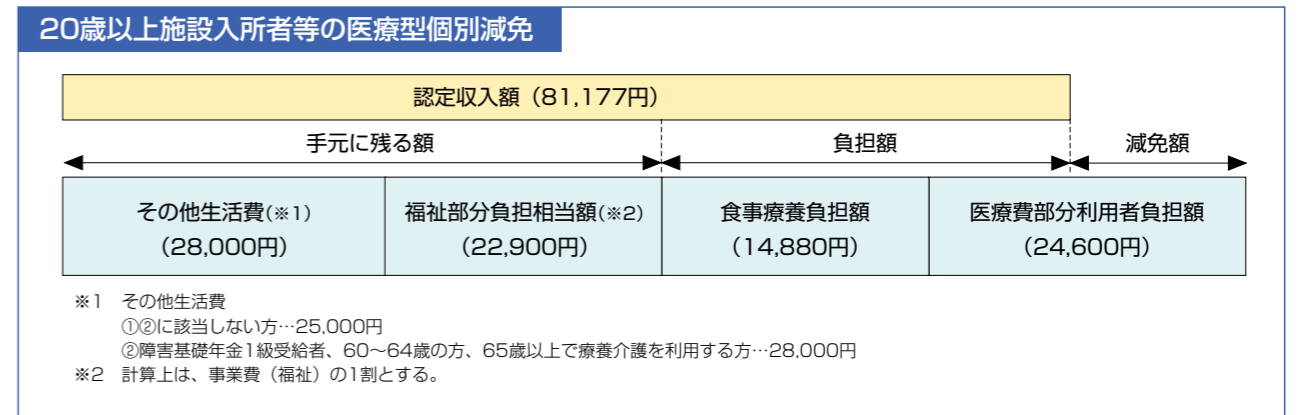 20歳以上施設入所者等の医療型個別減免
認定収入額（81,177円）
手元に残る額
負担額
減免額
その他生活費(※1)
（28,000円）
福祉部分負担相当額(※2)
（22,900円）
食事療養負担額
（14,880円）
医療費部分利用者負担額
（24,600円）
※1　その他生活費
①②に該当しない方…25,000円
②障害基礎年金1級受給者、60〜64歳の方、65歳以上で療養介護を利用する方…28,000円
※2　計算上は、事業費（福祉）の1割とする。